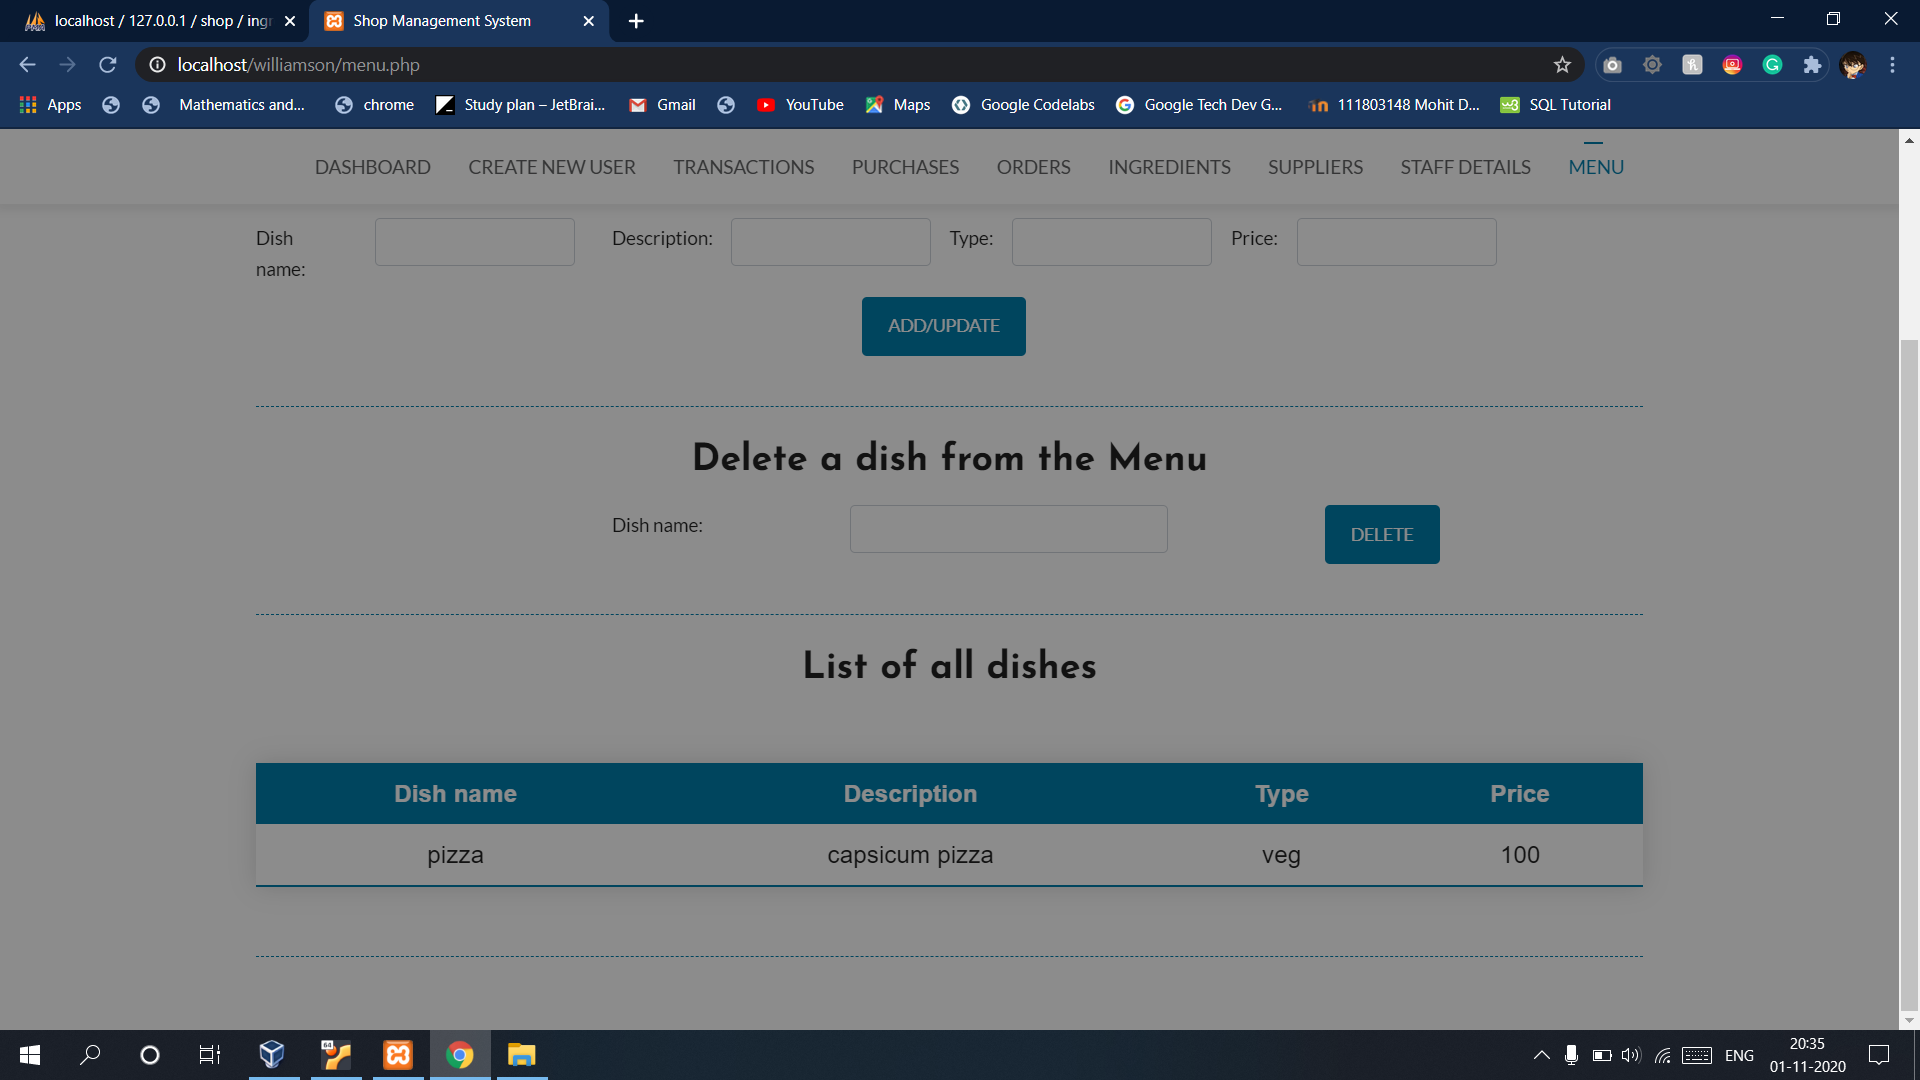 localhost / 127.0.0.1 / shop / ingr
Shop Management System
localhost/williamson/menu.php
Apps
Mathematics and...
chrome
Study plan – JetBrai...
Gmail
YouTube
Maps
Google Codelabs
Google Tech Dev G...
111803148 Mohit D...
SQL Tutorial
DASHBOARD
CREATE NEW USER
TRANSACTIONS
PURCHASES
ORDERS
INGREDIENTS
SUPPLIERS
STAFF DETAILS
MENU
Dish
name:
Description:
Type:
Price:
ADD/UPDATE
Delete a dish from the Menu
Dish name:
DELETE
List of all dishes
Dish name Description Type Price
pizza capsicum pizza veg 100
64
ENG
20:35
01-11-2020